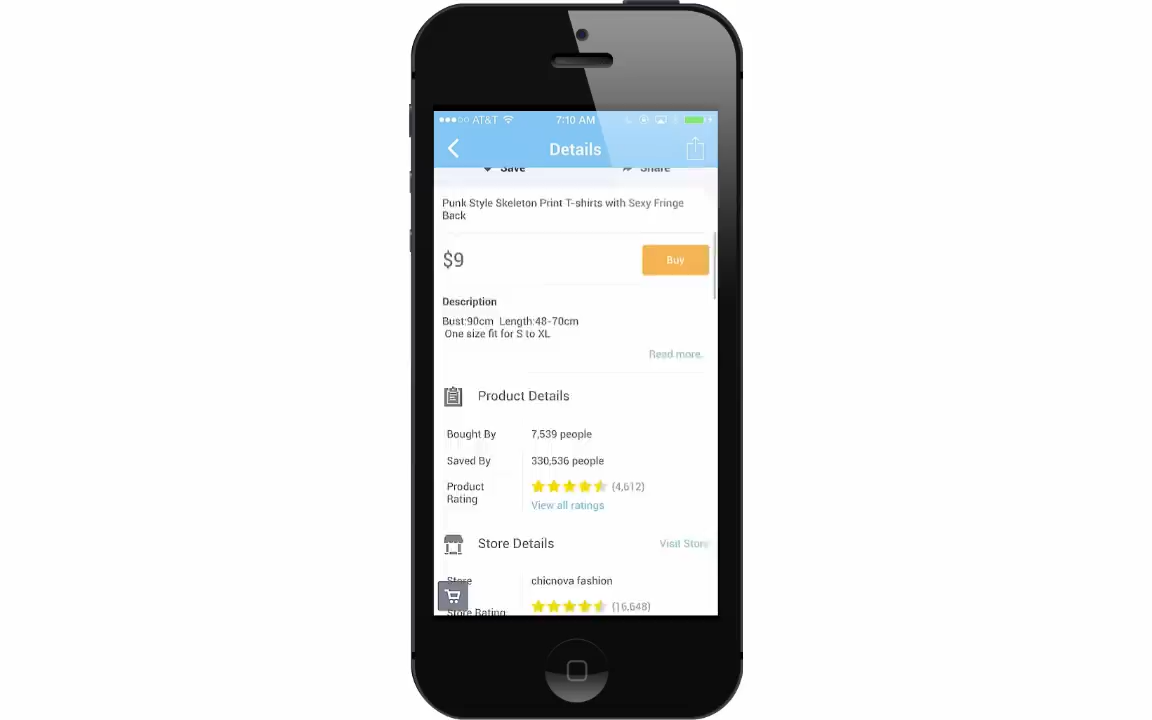 AT&T 7:10 AM
Details
Save Share
Punk Style Skeleton Print T-shirts with Sexy Fringe
Back
$9 Buy
Description
Bust:90cm Length:48-70cm
One size fit for S to XL
Read more.
Product Details
Bought By 7,539 people
Saved By 330,536 people
Product
Rating (4,612)
View all ratings
Store Details Visit Store
Store chicnova fashion
Store Rating: (16,648)